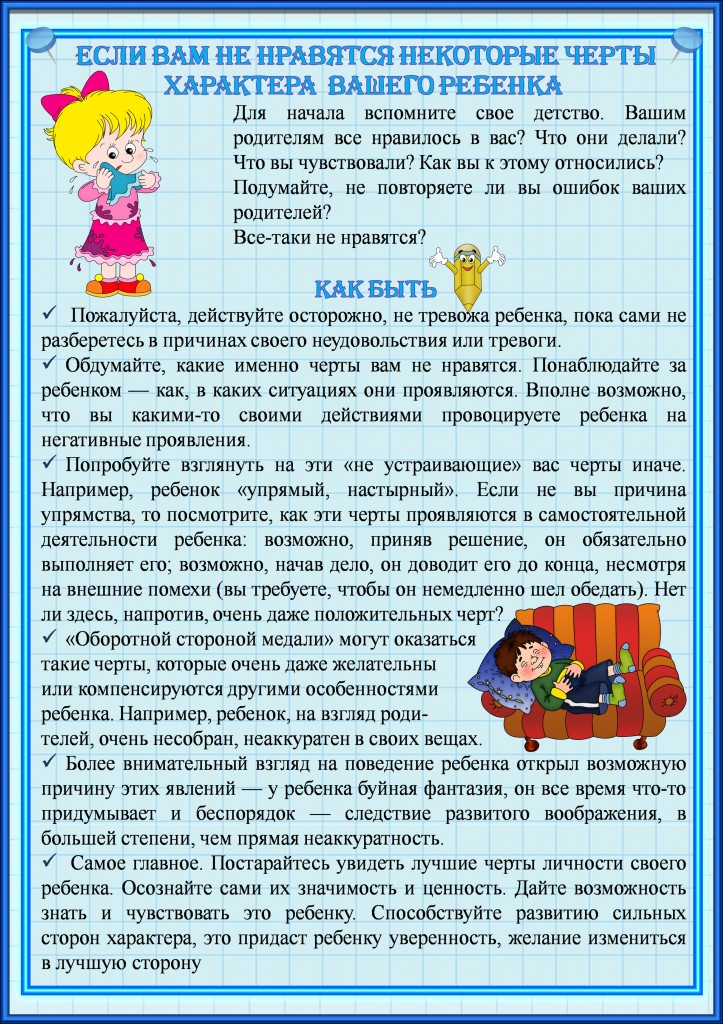 ЕСЛИ ВАМ НЕ НРАВЯТСЯ НЕКОТОРЫЕ ЧЕРТЫ
ХАРАКТЕРА ВАШЕГО РЕБЕНКА
Для начала вспомните свое детство. Вашим
родителям все нравилось в вас? Что они делали?
Что вы чувствовали? Как вы к этому относились?
Подумайте, не повторяете ли вы ошибок ваших
родителей?
Все-таки не нравятся?
КАК БЫТЬ
✓ Пожалуйста, действуйте осторожно, не тревожа ребенка, пока сами не
разберетесь в причинах своего неудовольствия или тревоги.
✓ Обдумайте, какие именно черты вам не нравятся. Понаблюдайте за
ребенком — как, в каких ситуациях они проявляются. Вполне возможно,
что вы какими-то своими действиями провоцируете ребенка на
негативные проявления.
✓ Попробуйте взглянуть на эти «не устраивающие» вас черты иначе.
Например, ребенок «упрямый, настырный». Если не вы причина
упрямства, то посмотрите, как эти черты проявляются в самостоятельной
деятельности ребенка: возможно, приняв решение, он обязательно
выполняет его; возможно, начав дело, он доводит его до конца, несмотря
на внешние помехи (вы требуете, чтобы он немедленно шел обедать). Нет
ли здесь, напротив, очень даже положительных черт?
✓ «Оборотной стороной медали» могут оказаться
такие черты, которые очень даже желательны
или компенсируются другими особенностями
ребенка. Например, ребенок, на взгляд роди-
телей, очень несобран, неаккуратен в своих вещах.
✓ Более внимательный взгляд на поведение ребенка открыл возможную
причину этих явлений — у ребенка буйная фантазия, он все время что-то
придумывает и беспорядок — следствие развитого воображения, в
большей степени, чем прямая неаккуратность.
✓ Самое главное. Постарайтесь увидеть лучшие черты личности своего
ребенка. Осознайте сами их значимость и ценность. Дайте возможность
знать и чувствовать это ребенку. Способствуйте развитию сильных
сторон характера, это придаст ребенку уверенность, желание измениться
в лучшую сторону